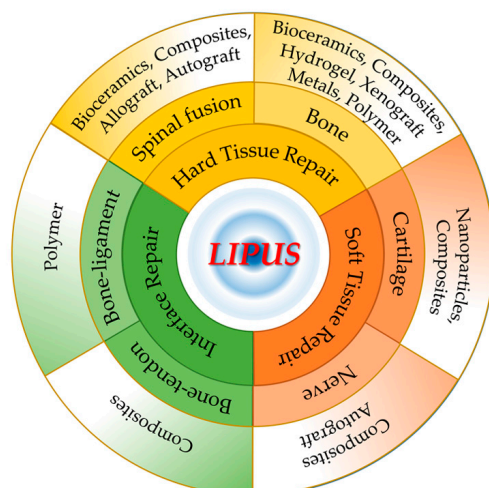 Bioceramics, Composites,
Allograft, Autograft
Bioceramics, Composites,
Hydrogel, Xenograft
Metals, Polymer
Spinal fusion
Bone
Hard Tissue Repair
LIPUS
Polymer
Bone-ligament
Interface Repair
Soft Tissue Repair
Cartilage
Nanoparticles,
Composites
Bone-tendon
Composites
Nerve
Composites
Autograft